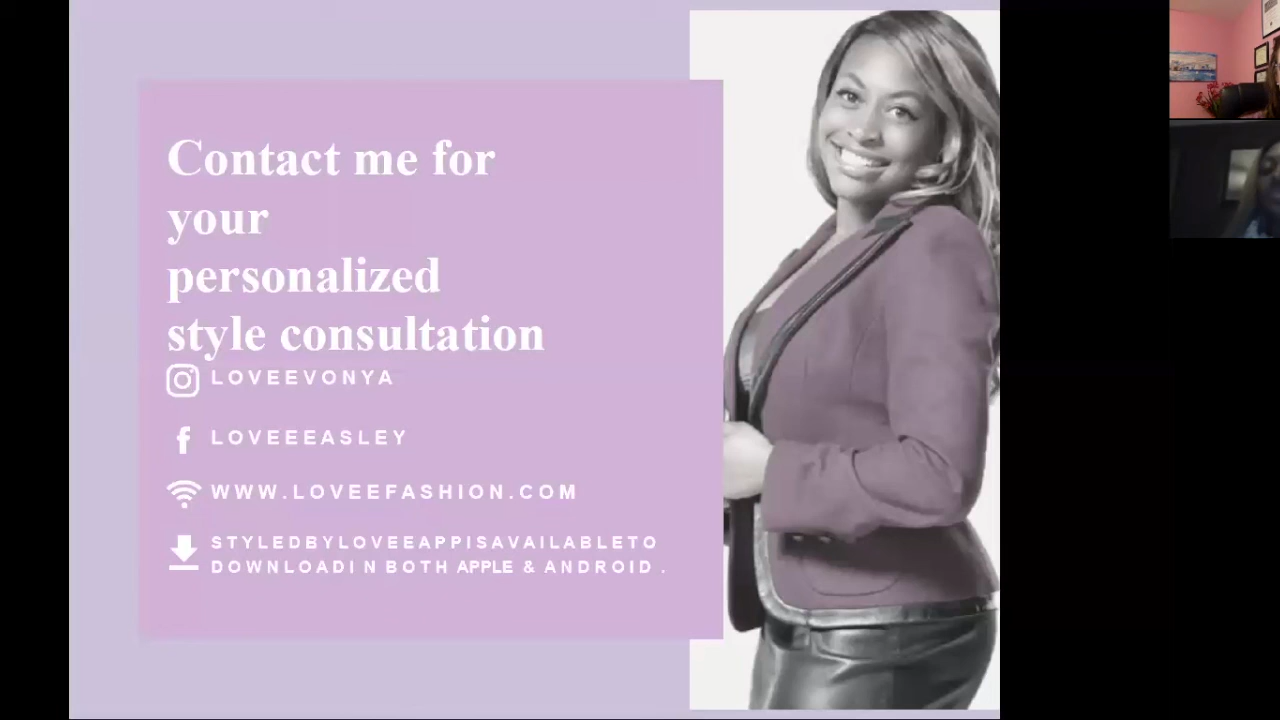 Contact me for
your
personalized
style consultation
LOVEEVONYA
LOVEEEASLEY
WWW.LOVEEFASHION.COM
STYLEDBYLOVEEAPPISAVAILABLETO
DOWNLOADI N BOTH APPLE & ANDROID .